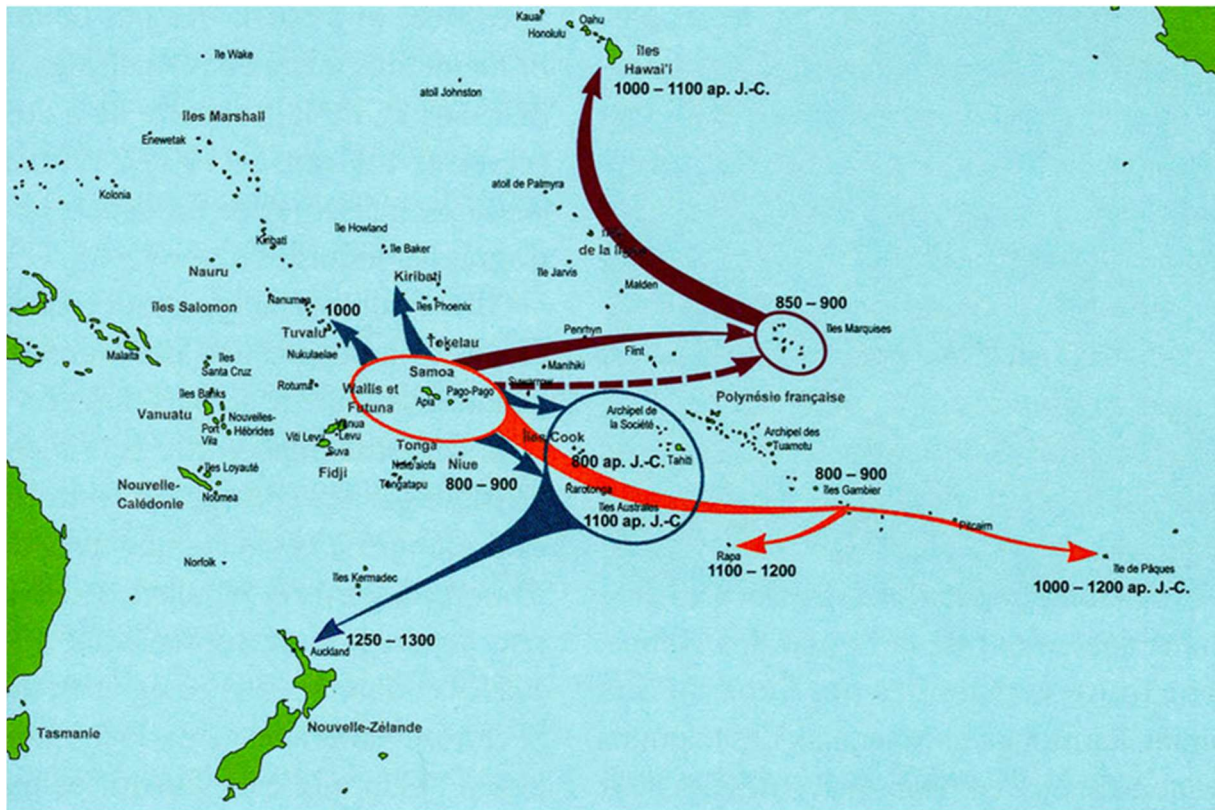 Kauai
Oahu
Honolulu
îles
Hawai'i
1000 – 1100 ap. J.-C.
île Wake
atoll Johnston
îles Marshall
Enewetak
Kolonia
atoll de Palmyra
Kiribati
île Howland
île Baker
de la ligne
Nauru
Kiribati
île Jarvis
Malden
îles Phoenix
îles Salomon
Nanumea
1000
850 – 900
îles Marquises
Tuvalu
Tokelau
Penrhyn
Malaita
Nukulaelae
Flint
îles
Santa Cruz
Samoa
Manihiki
Rotuma
Wallis et
Futuna
Pago-Pago
Apia
Suwarrow
îles Banks
Polynésie française
Vanuatu
Nouvelles-
Hébrides
Port
Vila
Vanua
Levu
Viti Levu
Suva
Archipel de
la Société
îles Cook
Archipel des
Tuamotu
Tonga
Fidji
Nuku'alofa
Niue
800 ap. J.-C.
Tahiti
îles Loyauté
Tongatapu
800 – 900
800 – 900
îles Gambier
Nouvelle-
Calédonie
Noumea
Rarotonga
îles Australes
1100 ap. J.-C
Pitcairn
Norfolk
îles Kermadec
Rapa
1100 – 1200
île de Pâques
1000 – 1200 ap. J.-C.
1250 – 1300
Auckland
Tasmanie
Nouvelle-Zélande